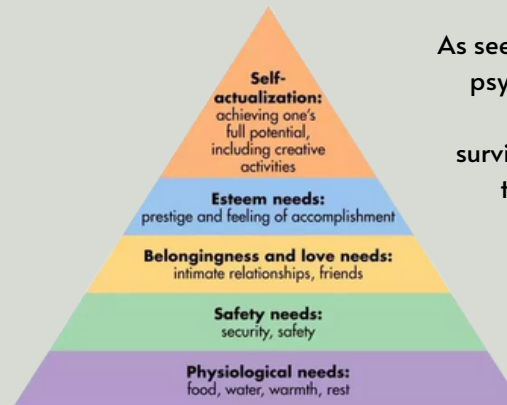 Self-
actualization:
achieving one's
full potential,
including creative
activities
Esteem needs:
prestige and feeling of accomplishment
Belongingness and love needs:
intimate relationships, friends
Safety needs:
security, safety
Physiological needs:
food, water, warmth, rest
As